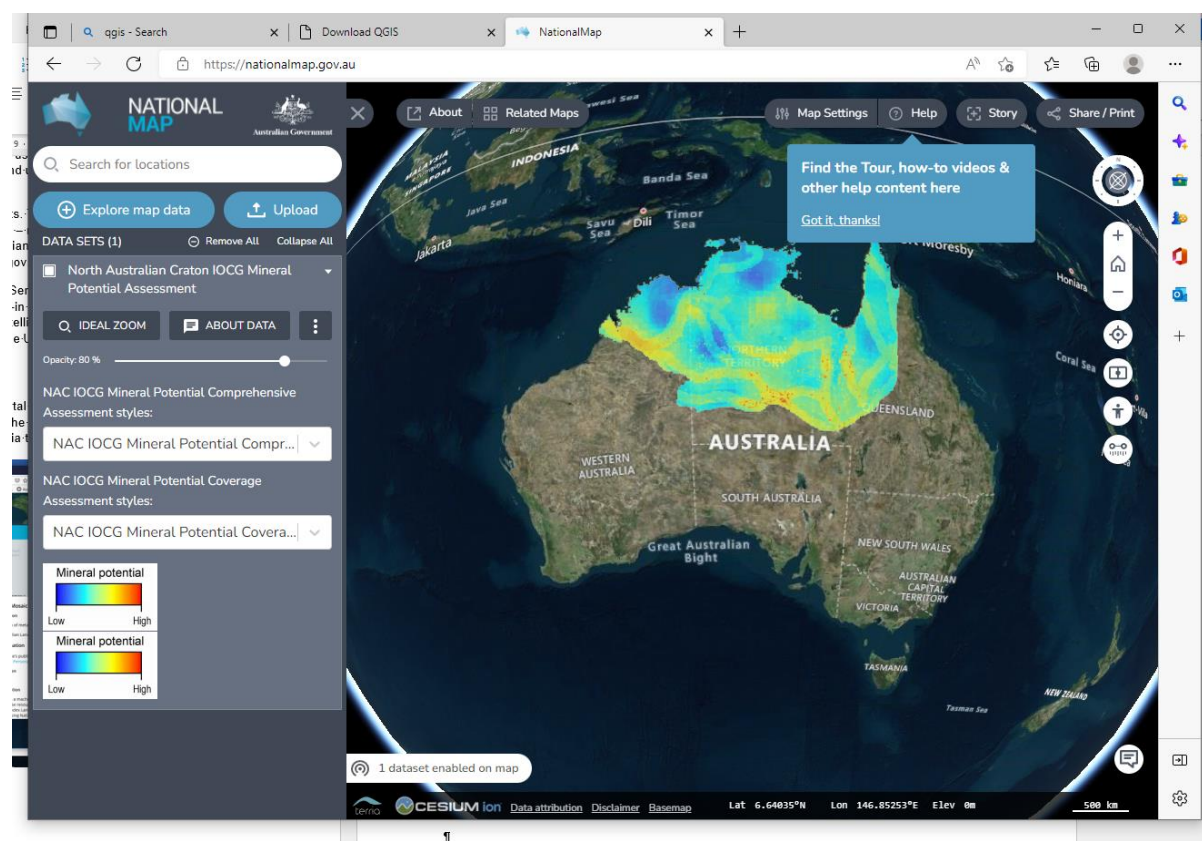 qgis - Search
Download QGIS
NationalMap
https://nationalmap.gov.au
NATIONAL
MAP
Australian Government
About
Related Maps
Map Settings
Help
Story
Share / Print
Search for locations
Explore map data
Upload
DATA SETS (1)
Remove All
Collapse All
North Australian Craton IOCG Mineral
Potential Assessment
IDEAL ZOOM
ABOUT DATA
Opacity: 80 %
NAC IOCG Mineral Potential Comprehensive
Assessment styles:
NAC IOCG Mineral Potential Compr...
NAC IOCG Mineral Potential Coverage
Assessment styles:
NAC IOCG Mineral Potential Covera...
Mineral potential
Low
High
Mineral potential
Low
High
Find the Tour, how-to videos &
other help content here
Got it, thanks!
MALAYSIA
SINGAPORE
INDONESIA
Banda Sea
Java Sea
Savu
Sea
Dili
Timor
Sea
Jakarta
Moresby
Honiara
Coral Sea
NORTHERN
TERRITORY
QUEENSLAND
AUSTRALIA
WESTERN
AUSTRALIA
SOUTH AUSTRALIA
Great Australian
Bight
NEW SOUTH WALES
AUSTRALIAN
CAPITAL
TERRITORY
VICTORIA
TASMANIA
Tasman Sea
NEW ZEALAND
1 dataset enabled on map
terria
CESIUM ion
Data attribution
Disclaimer
Basemap
Lat 6.64035°N
Lon 146.85253°E
Elev 0m
500 km
¶